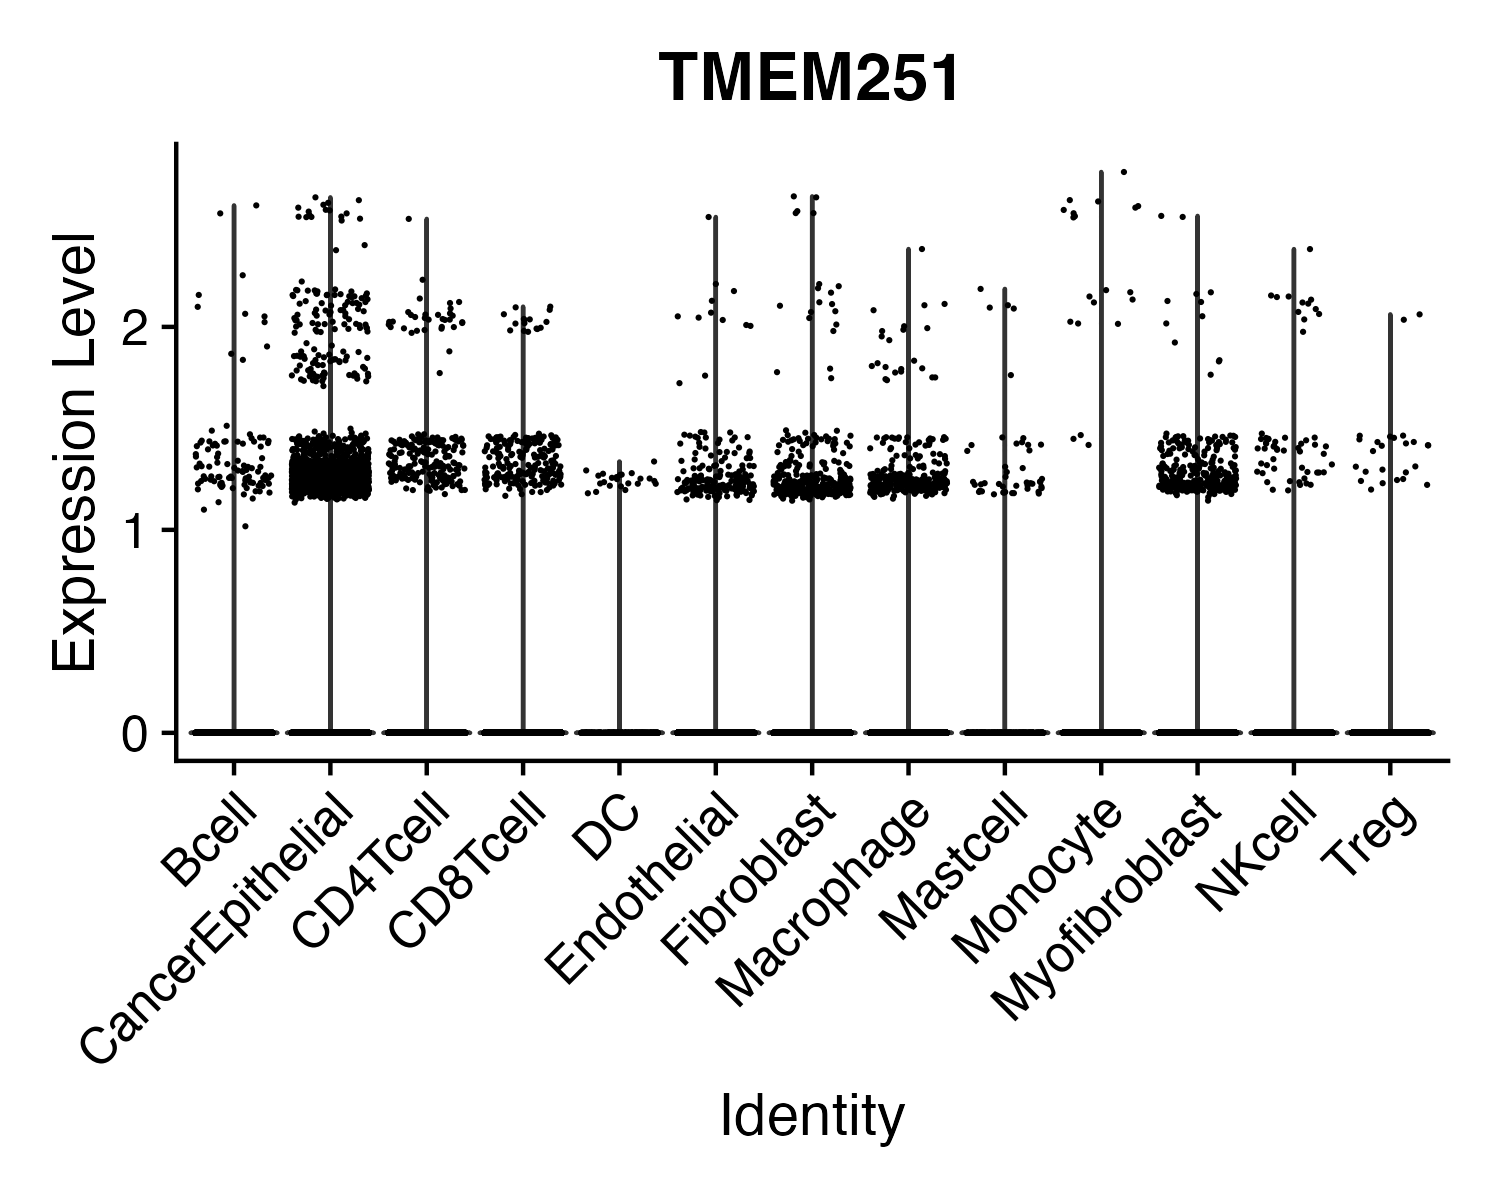 TMEM251
Expression Level
2
1
0
Bcell
CancerEpithelial
CD4Tcell
CD8Tcell
DC
Endothelial
Fibroblast
Macrophage
Mastcell
Monocyte
Myofibroblast
NKcell
Treg
Identity